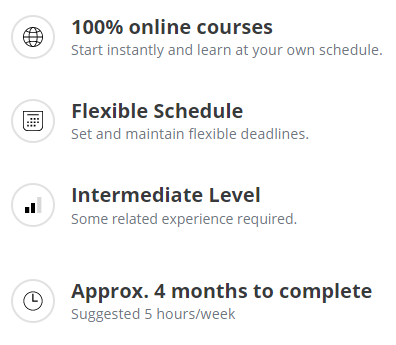 100% online courses
Start instantly and learn at your own schedule.
Flexible Schedule
Set and maintain flexible deadlines.
Intermediate Level
Some related experience required.
Approx. 4 months to complete
Suggested 5 hours/week